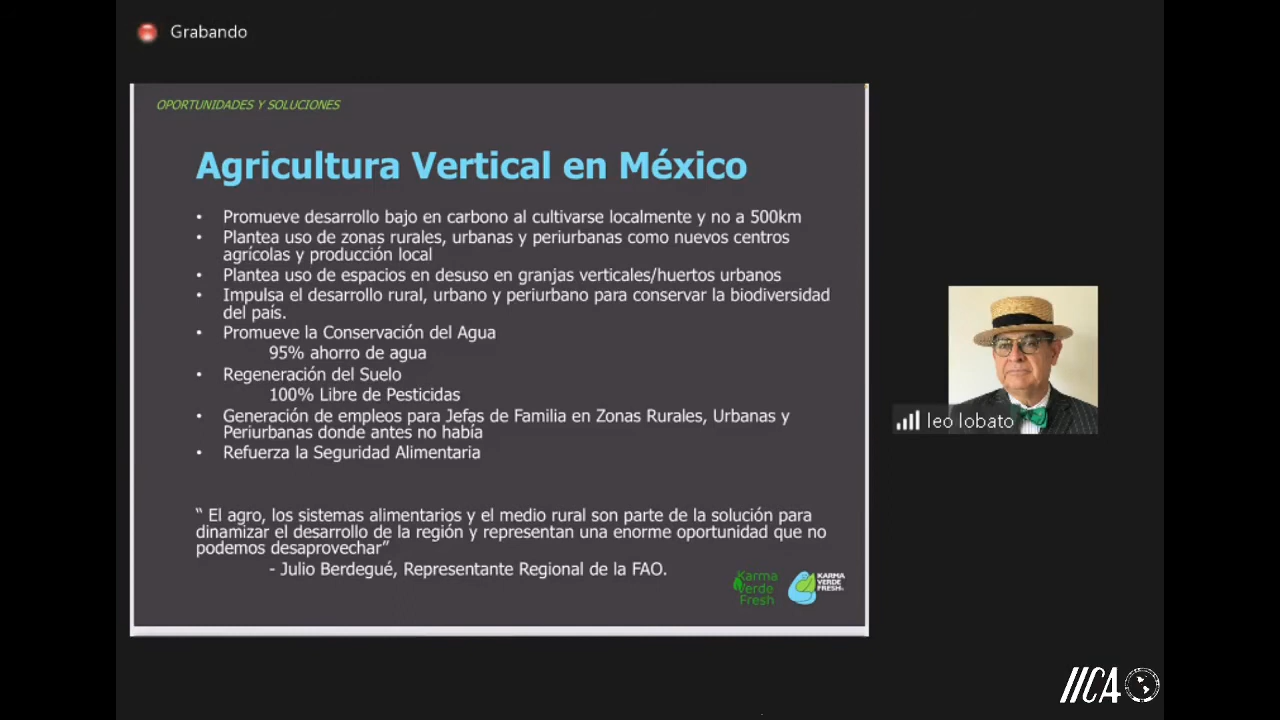 Grabando
OPORTUNIDADES Y SOLUCIONES
Agricultura Vertical en México
• Promueve desarrollo bajo en carbono al cultivarse localmente y no a 500km
• Plantea uso de zonas rurales, urbanas y periurbanas como nuevos centros
agrícolas y producción local
• Plantea uso de espacios en desuso en granjas verticales/huertos urbanos
• Impulsa el desarrollo rural, urbano y periurbano para conservar la biodiversidad
del país.
• Promueve la Conservación del Agua
95% ahorro de agua
• Regeneración del Suelo
100% Libre de Pesticidas
• Generación de empleos para Jefas de Familia en Zonas Rurales, Urbanas y
Periurbanas donde antes no había
• Refuerza la Seguridad Alimentaria
“ El agro, los sistemas alimentarios y el medio rural son parte de la solución para
dinamizar el desarrollo de la región y representan una enorme oportunidad que no
podemos desaprovechar”
- Julio Berdegué, Representante Regional de la FAO.
Karma
Verde
Fresh
KARMA
VERDE
FRESH
leo lobato
IICA